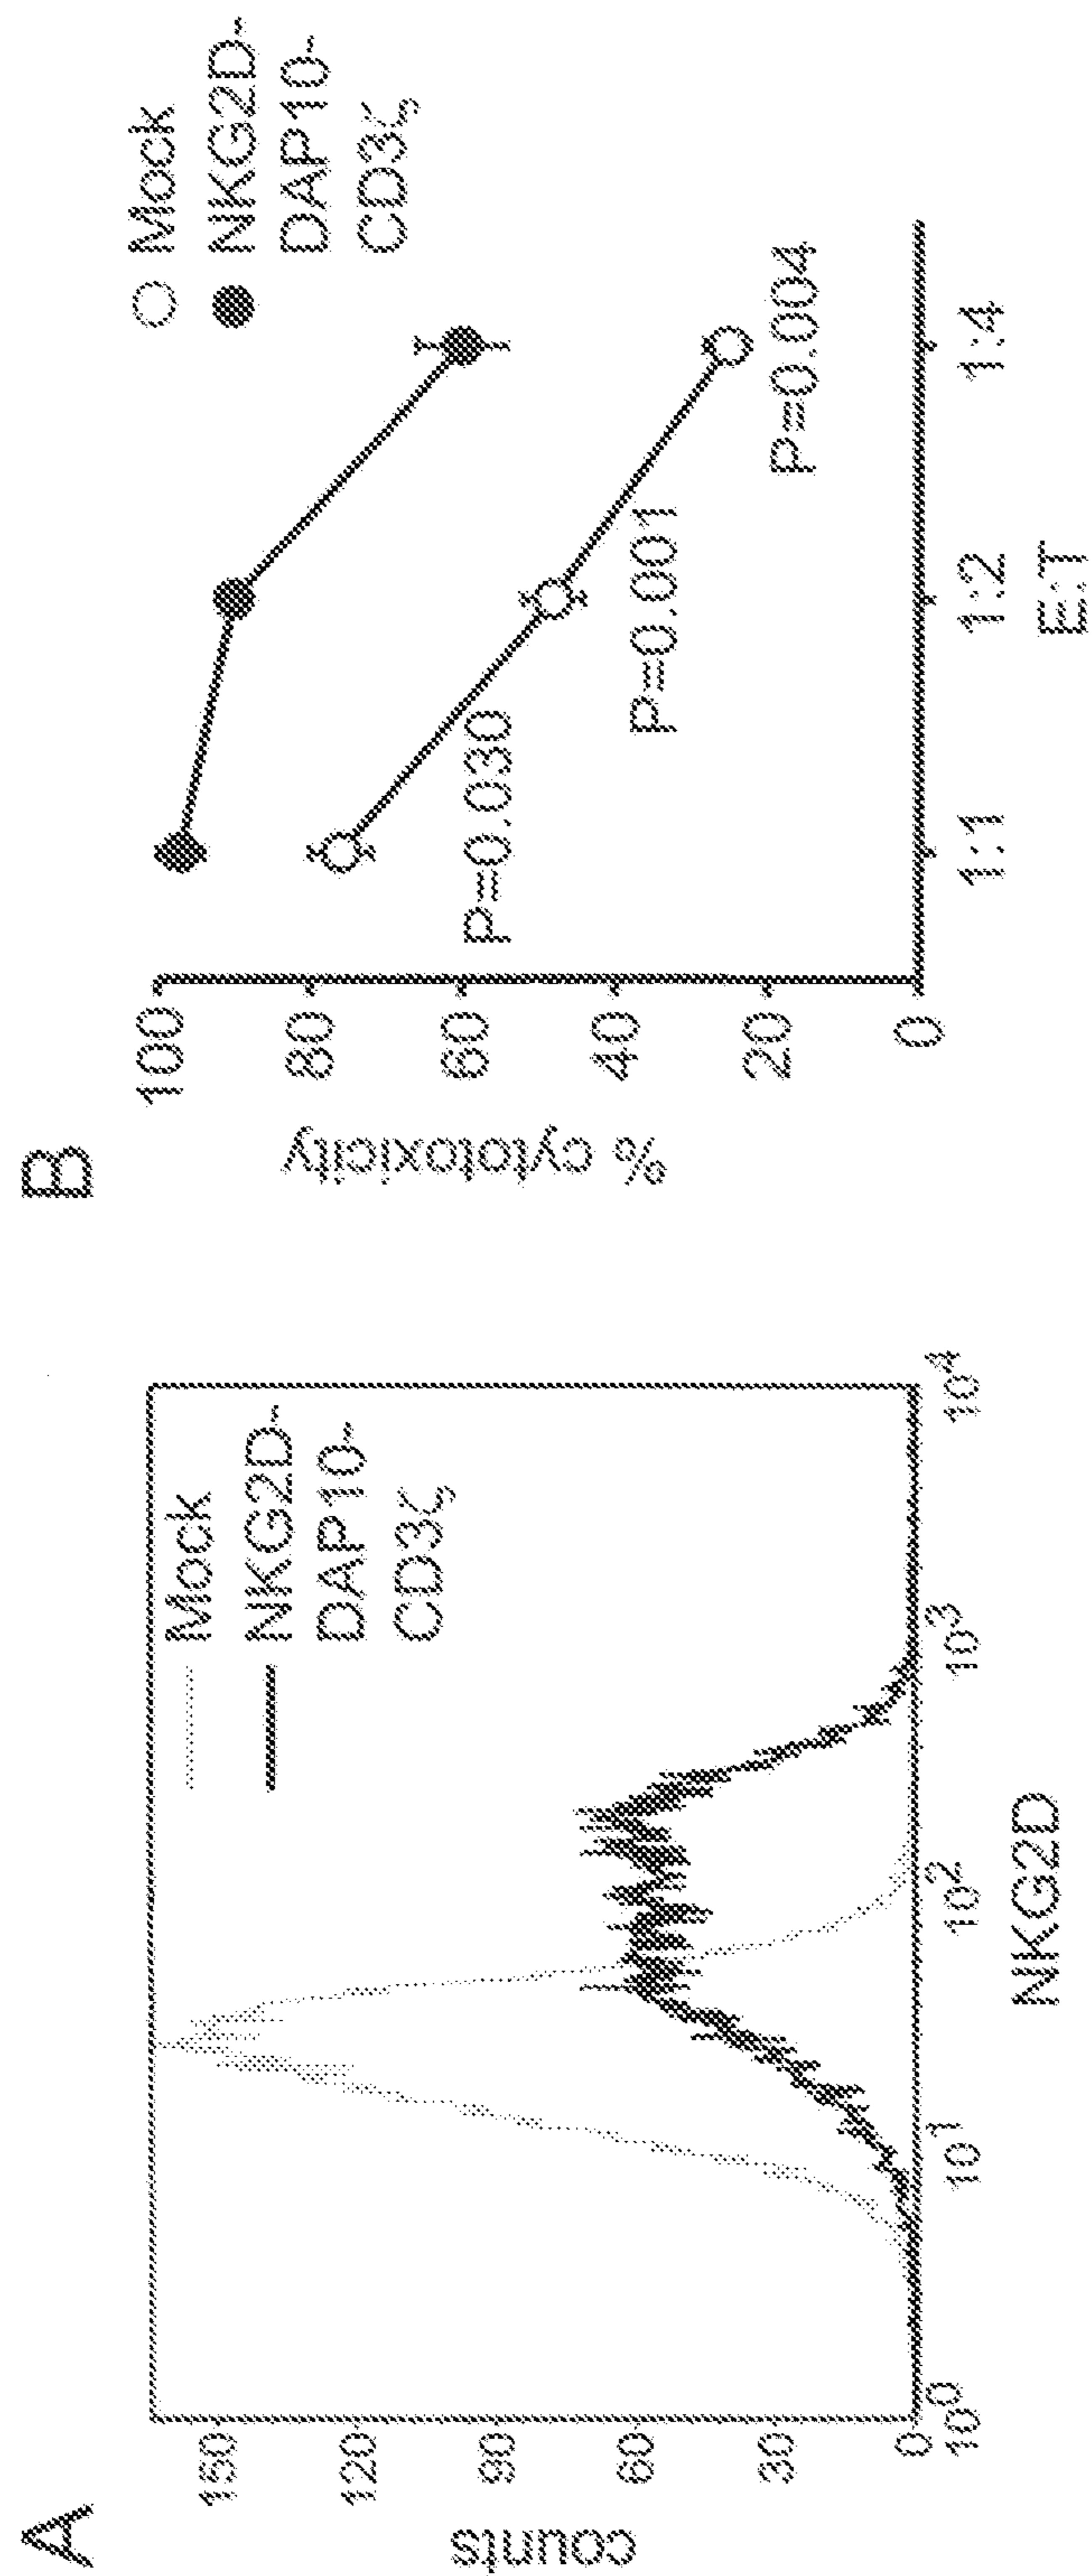 A
counts
150
120
90
60
30
0
10⁰
10¹
10²
10³
10⁴
NKG2D
Mock
NKG2D-
DAP10-
CD3ζ
B
% cytotoxicity
100
80
60
40
20
0
1:1
1:2
1:4
E:T
P=0.030
P=0.001
P=0.004
Mock
NKG2D-
DAP10-
CD3ζ